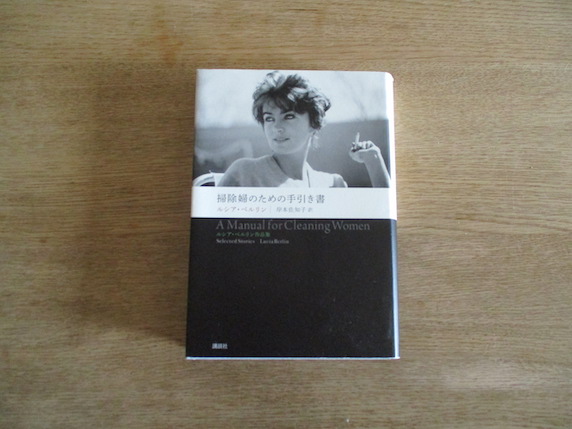 掃除婦のための手引き書
ルシア・ベルリン 岸本佐知子 訳
A Manual for Cleaning Women
ルシア・ベルリン作品集
Selected Stories Lucia Berlin
講談社